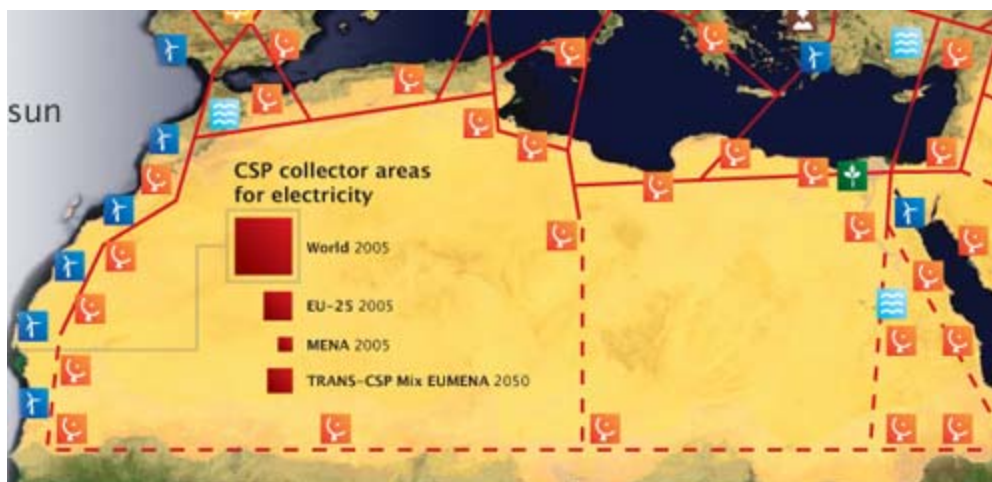 sun
CSP collector areas
for electricity
World 2005
EU-25 2005
MENA 2005
TRANS-CSP Mix EUMENA 2050